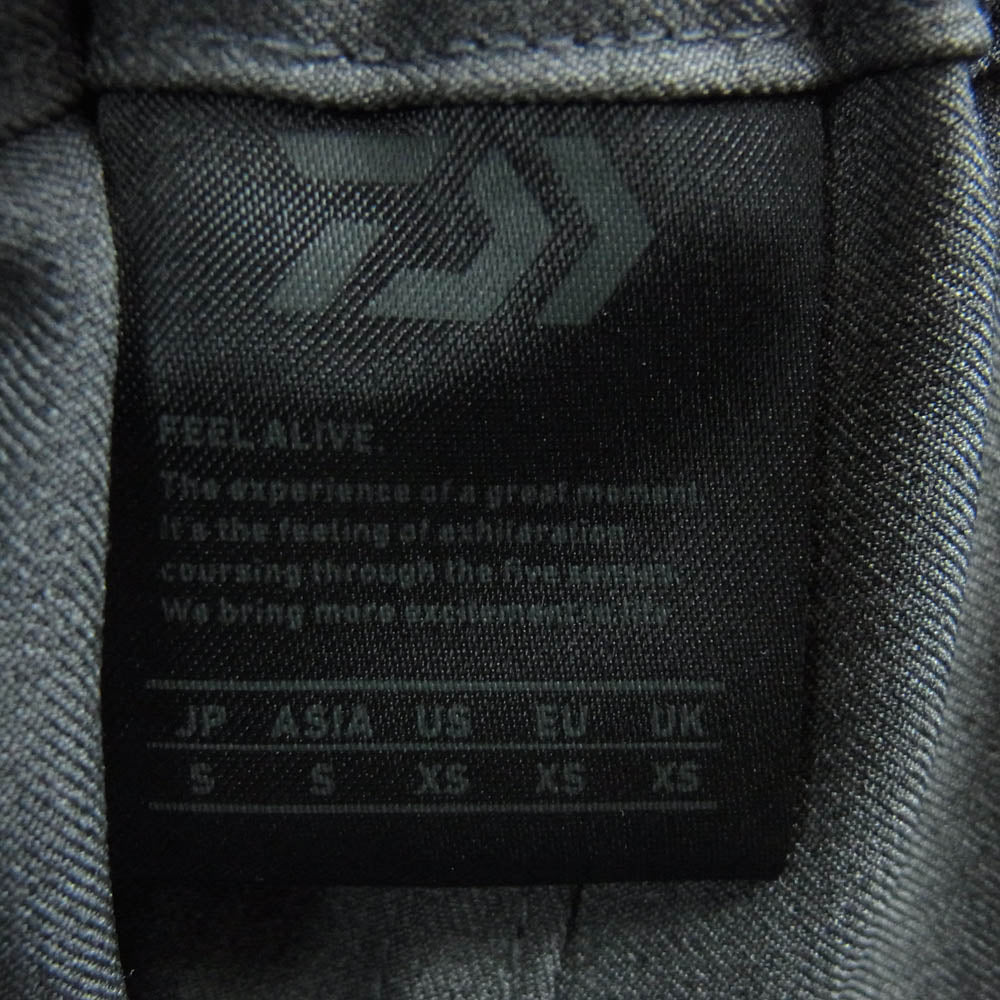 FEEL ALIVE.
The experience of a great moment.
It's the feeling of exhilaration
coursing through the five senses.
We bring more excitement in life.
JP ASIA US EU UK
S S XS XS XS